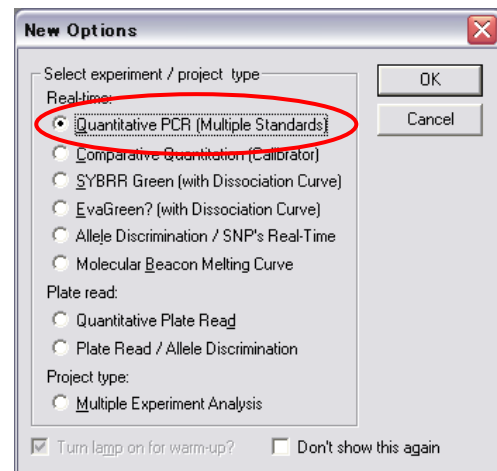 New Options
Select experiment / project type
Real-time:
Quantitative PCR (Multiple Standards)
Comparative Quantitation (Calibrator)
SYBRR Green (with Dissociation Curve)
EvaGreen? (with Dissociation Curve)
Allele Discrimination / SNP's Real-Time
Molecular Beacon Melting Curve
Plate read:
Quantitative Plate Read
Plate Read / Allele Discrimination
Project type:
Multiple Experiment Analysis
OK
Cancel
Turn lamp on for warm-up?
Don't show this again